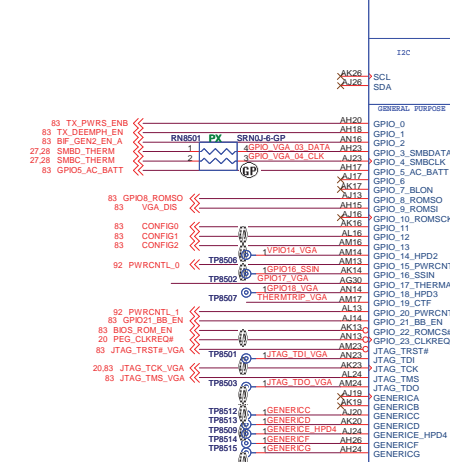 I2C
AK26 SCL
AJ26 SDA
GENERAL PURPOSE
83 TX_PWRS_ENB AH20 GPIO_0
83 TX_DEEMPH_EN AH18 GPIO_1
83 BIF_GEN2_EN_A RN8501 PX SRN0J-6-GP AN16 GPIO_2
27,28 SMBD_THERM 1 4 GPIO_VGA_03_DATA AH23 GPIO_3_SMBDATA
27,28 SMBC_THERM 2 3 GPIO_VGA_04_CLK AJ23 GPIO_4_SMBCLK
83 GPIO5_AC_BATT GP AH17 GPIO_5_AC_BATT
AJ17 GPIO_6
AK17 GPIO_7_BLON
83 GPIO8_ROMSO AJ13 GPIO_8_ROMSO
83 VGA_DIS AH15 GPIO_9_ROMSI
AJ16 GPIO_10_ROMSCK
83 CONFIG0 AK16 GPIO_11
83 CONFIG1 AL16 GPIO_12
83 CONFIG2 AM16 GPIO_13
1 VPIO14_VGA AM14 GPIO_14_HPD2
92 PWRCNTL_0 TP8506 AM13 GPIO_15_PWRCNT
1 GPIO16_SSIN AK14 GPIO_16_SSIN
TP8502 GPIO17_VGA AG30 GPIO_17_THERMA
1 GPIO18_VGA AN14 GPIO_18_HPD3
TP8507 THERMTRIP_VGA AM17 GPIO_19_CTF
92 PWRCNTL_1 AL13 GPIO_20_PWRCNT
83 GPIO21_BB_EN AJ14 GPIO_21_BB_EN
83 BIOS_ROM_EN AK13 GPIO_22_ROMCS#
20 PEG_CLKREQ# AN13 GPIO_23_CLKREQ#
83 JTAG_TRST#_VGA AM23 JTAG_TRST#
TP8501 1 JTAG_TDI_VGA AN23 JTAG_TDI
20,83 JTAG_TCK_VGA AK23 JTAG_TCK
83 JTAG_TMS_VGA AL24 JTAG_TMS
TP8503 1 JTAG_TDO_VGA AM24 JTAG_TDO
AJ19 GENERICA
AK19 GENERICB
TP8512 1 GENERICC AJ20 GENERICC
TP8513 1 GENERICD AK20 GENERICD
TP8509 1 GENERICE_HPD4 AJ24 GENERICE_HPD4
TP8514 1 GENERICF AH26 GENERICF
TP8515 1 GENERICG AH24 GENERICG